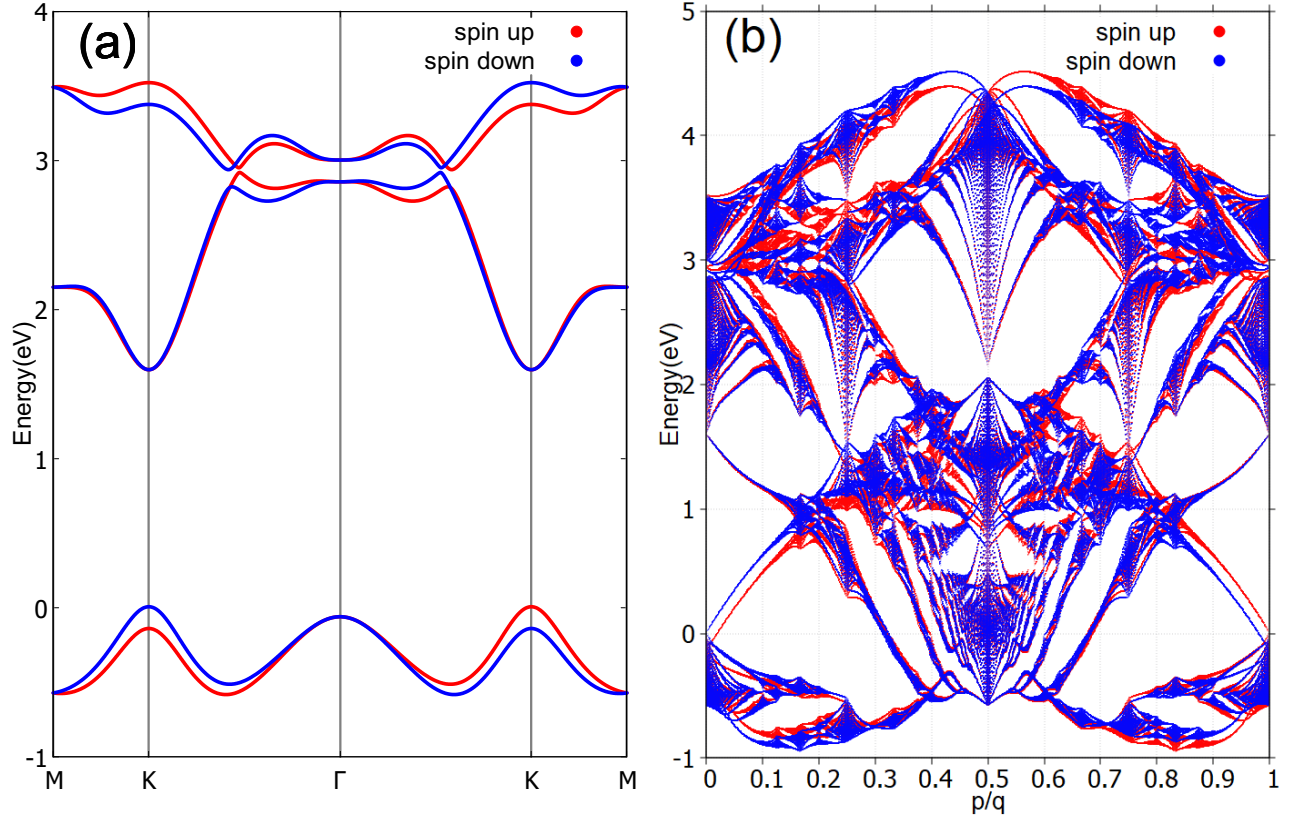 (a)
spin up
spin down
Energy(eV)
4
3
2
1
0
-1
M K Γ K M
(b)
spin up
spin down
Energy(eV)
5
4
3
2
1
0
-1
0 0.1 0.2 0.3 0.4 0.5 0.6 0.7 0.8 0.9 1
p/q